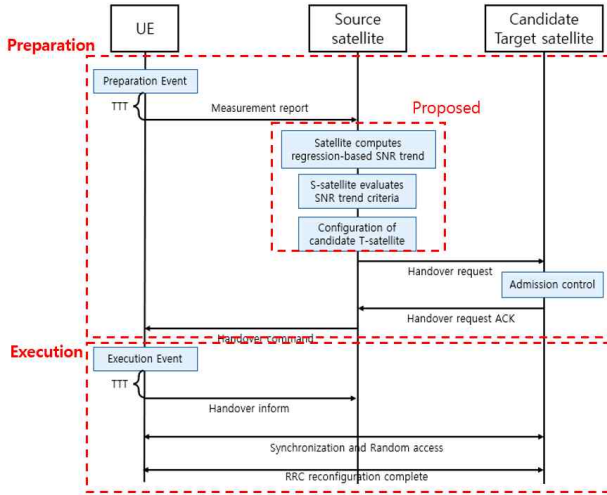 UE
Source
satellite
Candidate
Target satellite
Preparation
Preparation Event
TTT
Measurement report
Proposed
Satellite computes
regression-based SNR trend
S-satellite evaluates
SNR trend criteria
Configuration of
candidate T-satellite
Handover request
Admission control
Handover request ACK
Handover command
Execution
Execution Event
TTT
Handover inform
Synchronization and Random access
RRC reconfiguration complete